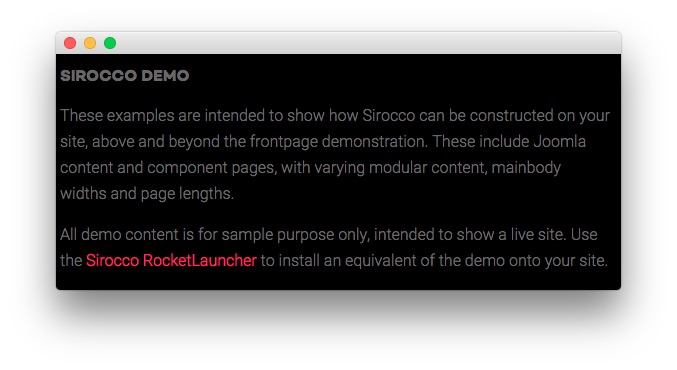 SIROCCO DEMO
These examples are intended to show how Sirocco can be constructed on your
site, above and beyond the frontpage demonstration. These include Joomla
content and component pages, with varying modular content, mainbody
widths and page lengths.
All demo content is for sample purpose only, intended to show a live site. Use
the Sirocco RocketLauncher to install an equivalent of the demo onto your site.